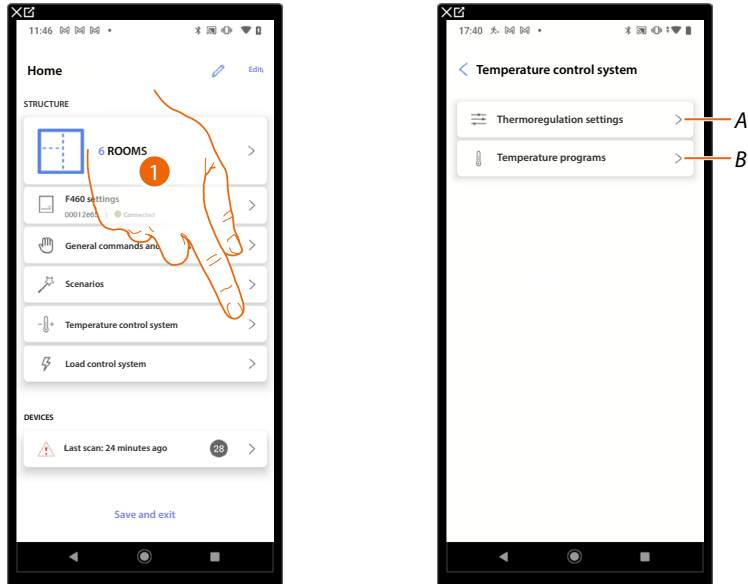 11:46
Home
Edit
STRUCTURE
6 ROOMS
1
F460 settings
00012e65 | Connected
General commands and
Scenarios
Temperature control system
Load control system
DEVICES
Last scan: 24 minutes ago
28
Save and exit
17:40
Temperature control system
Thermoregulation settings
A
Temperature programs
B